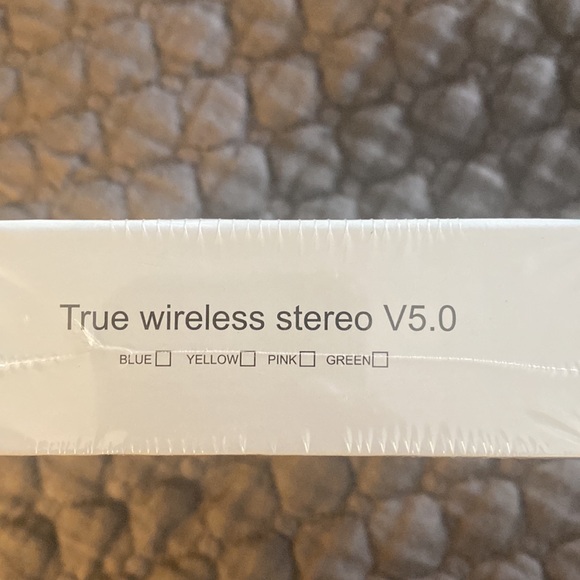 True wireless stereo V5.0
BLUE☐ YELLOW☐ PINK☐ GREEN☐